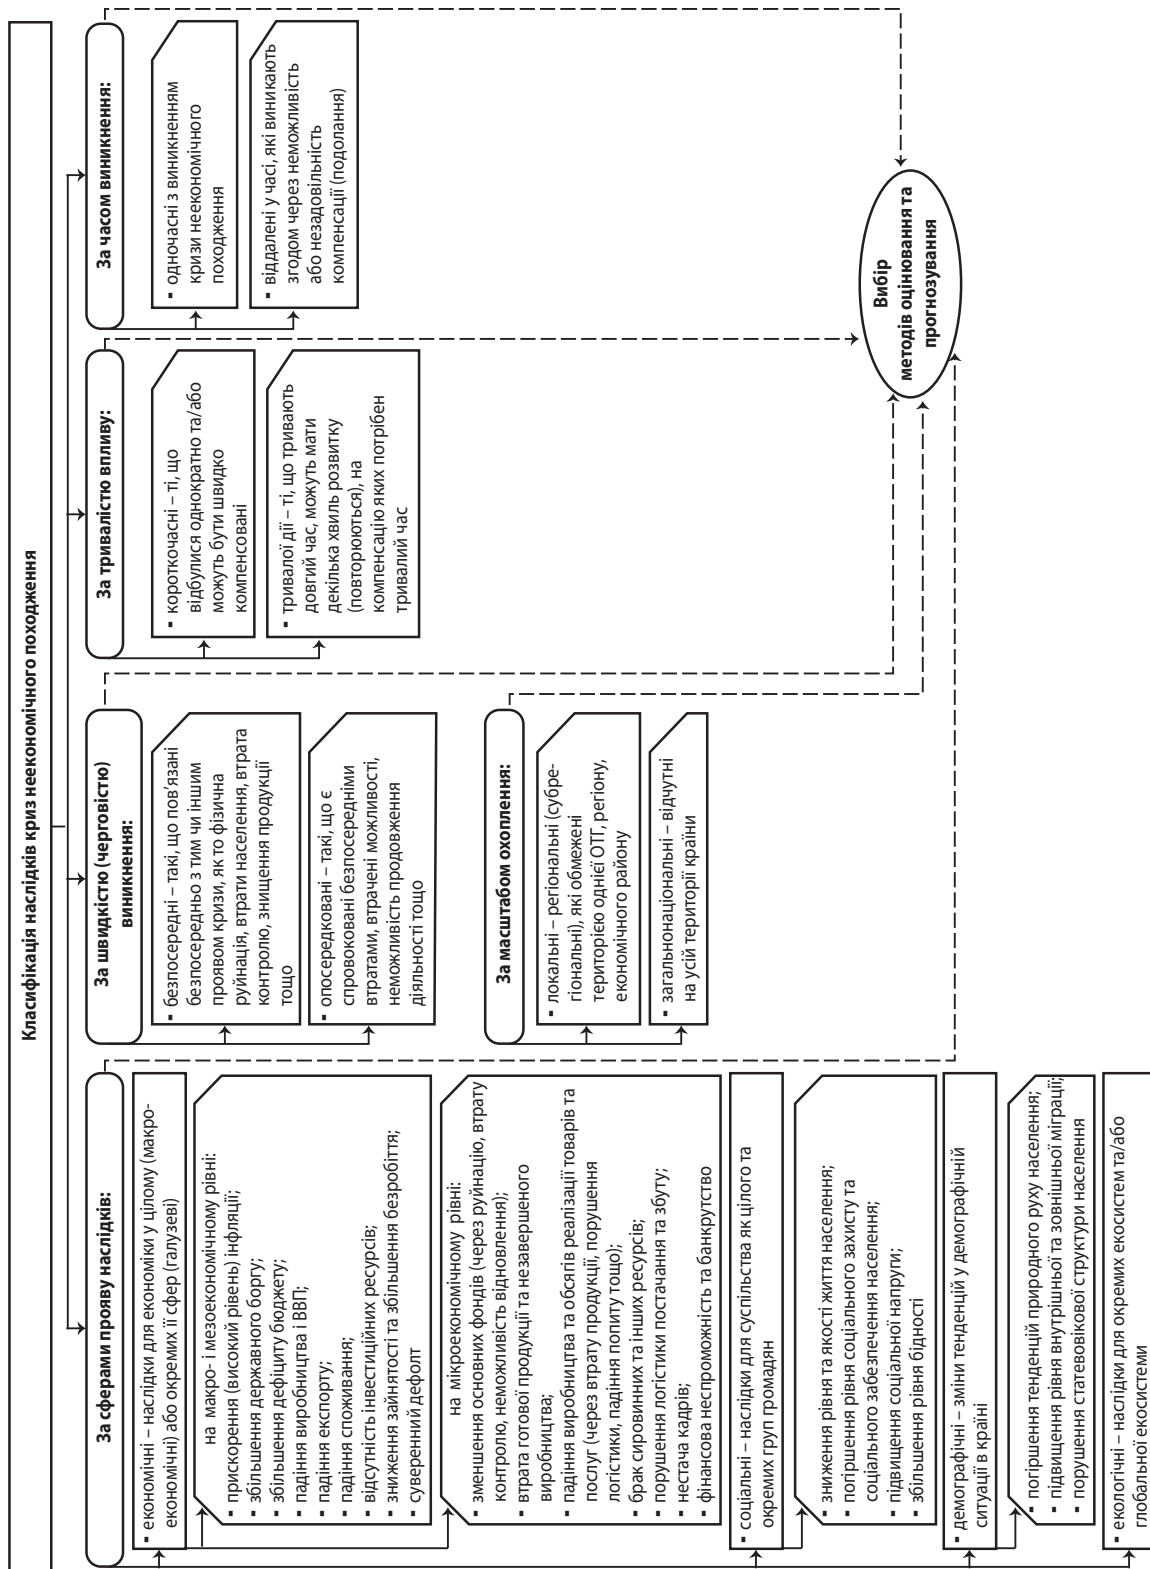 Класифікація наслідків криз неекономічного походження
За сферами прояву наслідків:
▪ економічні – наслідки для економіки у цілому (макро-
економічні) або окремих її сфер (галузеві)
на макро- і мезоекономічному рівні:
▪ прискорення (високий рівень) інфляції;
▪ збільшення державного боргу;
▪ збільшення дефіциту бюджету;
▪ падіння виробництва і ВВП;
▪ падіння експорту;
▪ падіння споживання;
▪ відсутність інвестиційних ресурсів;
▪ зниження зайнятості та збільшення безробіття;
▪ суверенний дефолт
на мікроекономічному рівні:
▪ зменшення основних фондів (через руйнацію, втрату
контролю, неможливість відновлення);
▪ втрата готової продукції та незавершеного
виробництва;
▪ падіння виробництва та обсягів реалізації товарів та
послуг (через втрату продукції, порушення
логістики, падіння попиту тощо);
▪ брак сировинних та інших ресурсів;
▪ порушення логістики постачання та збуту;
▪ нестача кадрів;
▪ фінансова неспроможність та банкрутство
▪ соціальні – наслідки для суспільства як цілого та
окремих груп громадян
▪ зниження рівня та якості життя населення;
▪ погіршення рівня соціального захисту та
соціального забезпечення населення;
▪ підвищення соціальної напруги;
▪ збільшення рівня бідності
▪ демографічні – зміни тенденцій у демографічній
ситуації в країні
▪ погіршення тенденцій природного руху населення;
▪ підвищення рівня внутрішньої та зовнішньої міграції;
▪ порушення статевовікової структури населення
▪ екологічні – наслідки для окремих екосистем та/або
глобальної екосистеми
За швидкістю (черговістю)
виникнення:
▪ безпосередні – такі, що пов'язані
безпосередньо з тим чи іншим
проявом кризи, як то фізична
руйнація, втрати населення, втрата
контролю, знищення продукції
тощо
▪ опосередковані – такі, що є
спровоковані безпосередніми
втратами, втрачені можливості,
неможливість продовження
діяльності тощо
За масштабом охоплення:
▪ локальні – регіональні (субре-
гіональні), які обмежені
територією однієї ОТГ, регіону,
економічного району
▪ загальнонаціональні – відчутні
на усій території країни
За тривалістю впливу:
▪ короткочасні – ті, що
відбулися однократно та/або
можуть бути швидко
компенсовані
▪ тривалої дії – ті, що тривають
довгий час, можуть мати
декілька хвиль розвитку
(повторюються), на
компенсацію яких потрібен
тривалий час
За часом виникнення:
▪ одночасні з виникненням
кризи неекономічного
походження
▪ віддалені у часі, які виникають
згодом через неможливість
або незадовільність
компенсації (подолання)
Вибір
методів оцінювання та
прогнозування